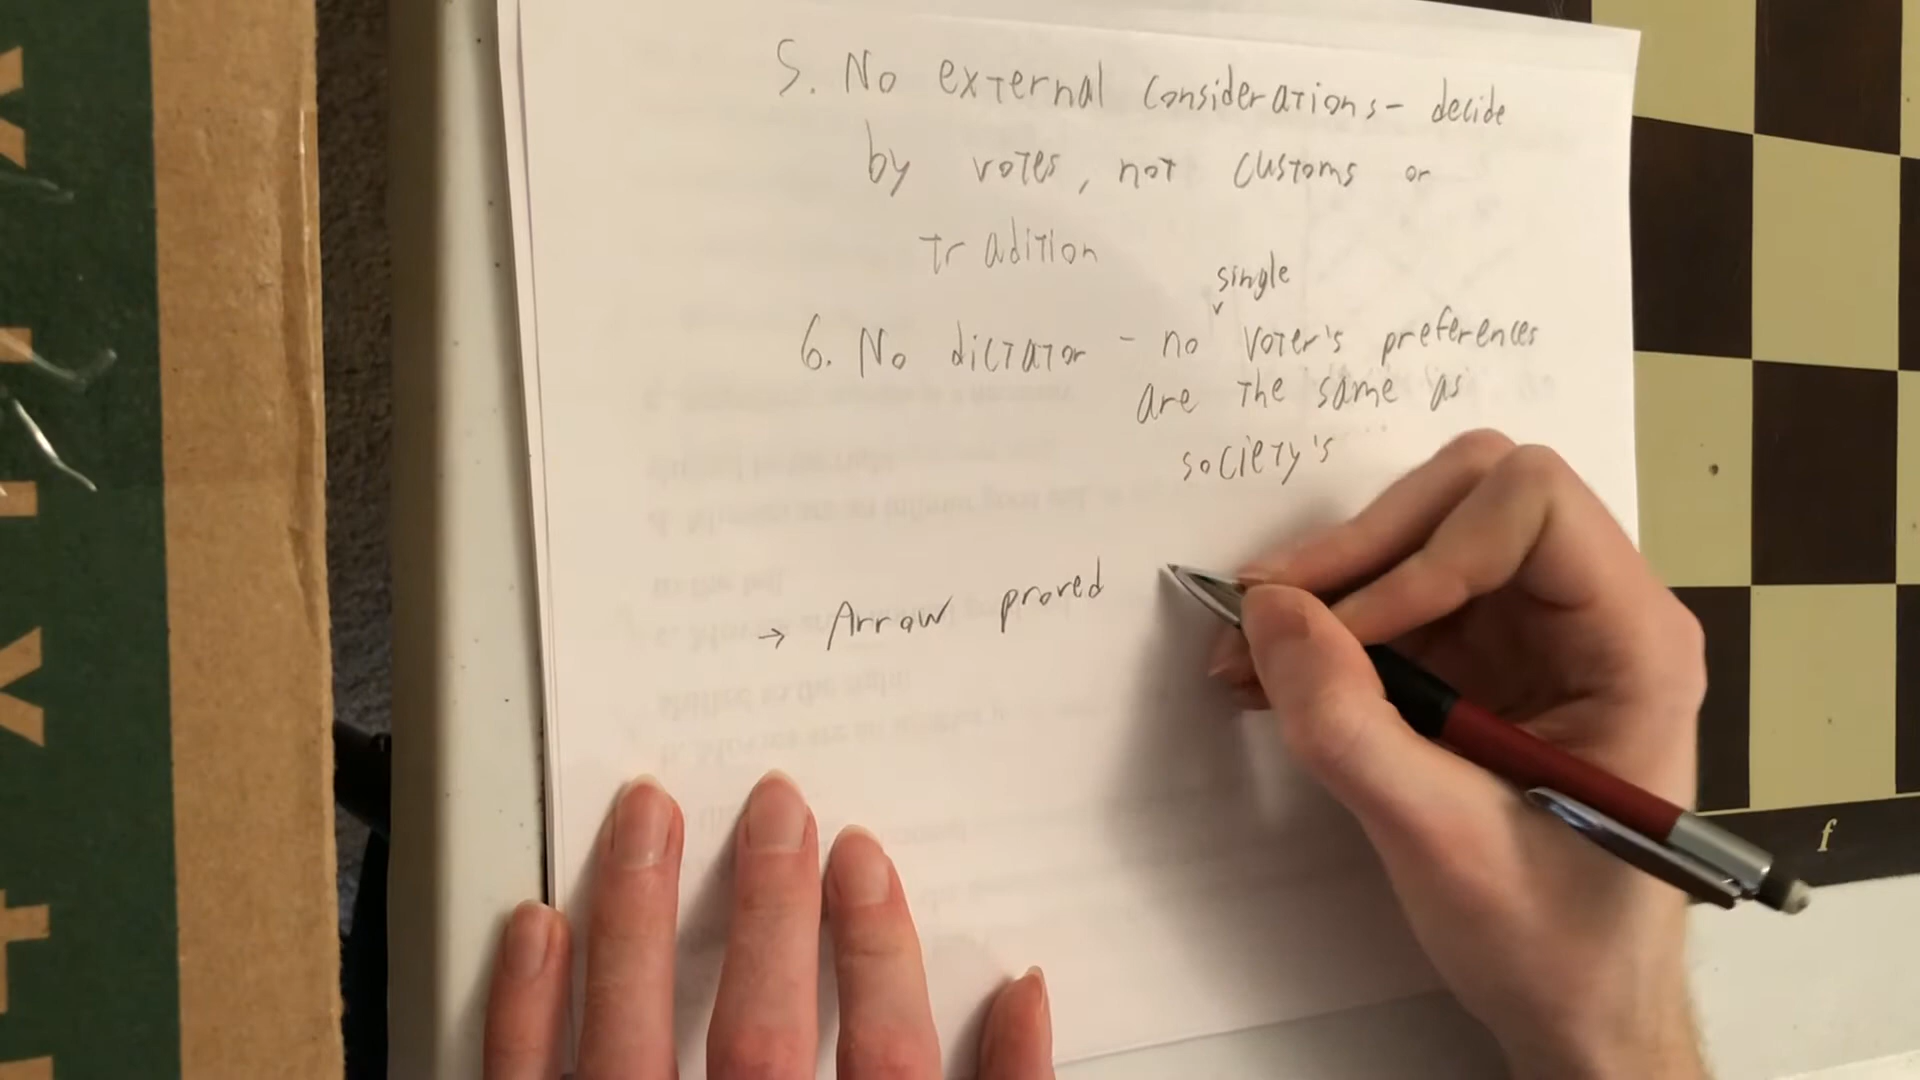 5. No external considerations - decide
by votes, not customs or
tradition
single
6. No dictator - no voter's preferences
are the same as
society's
→ Arrow proved
f